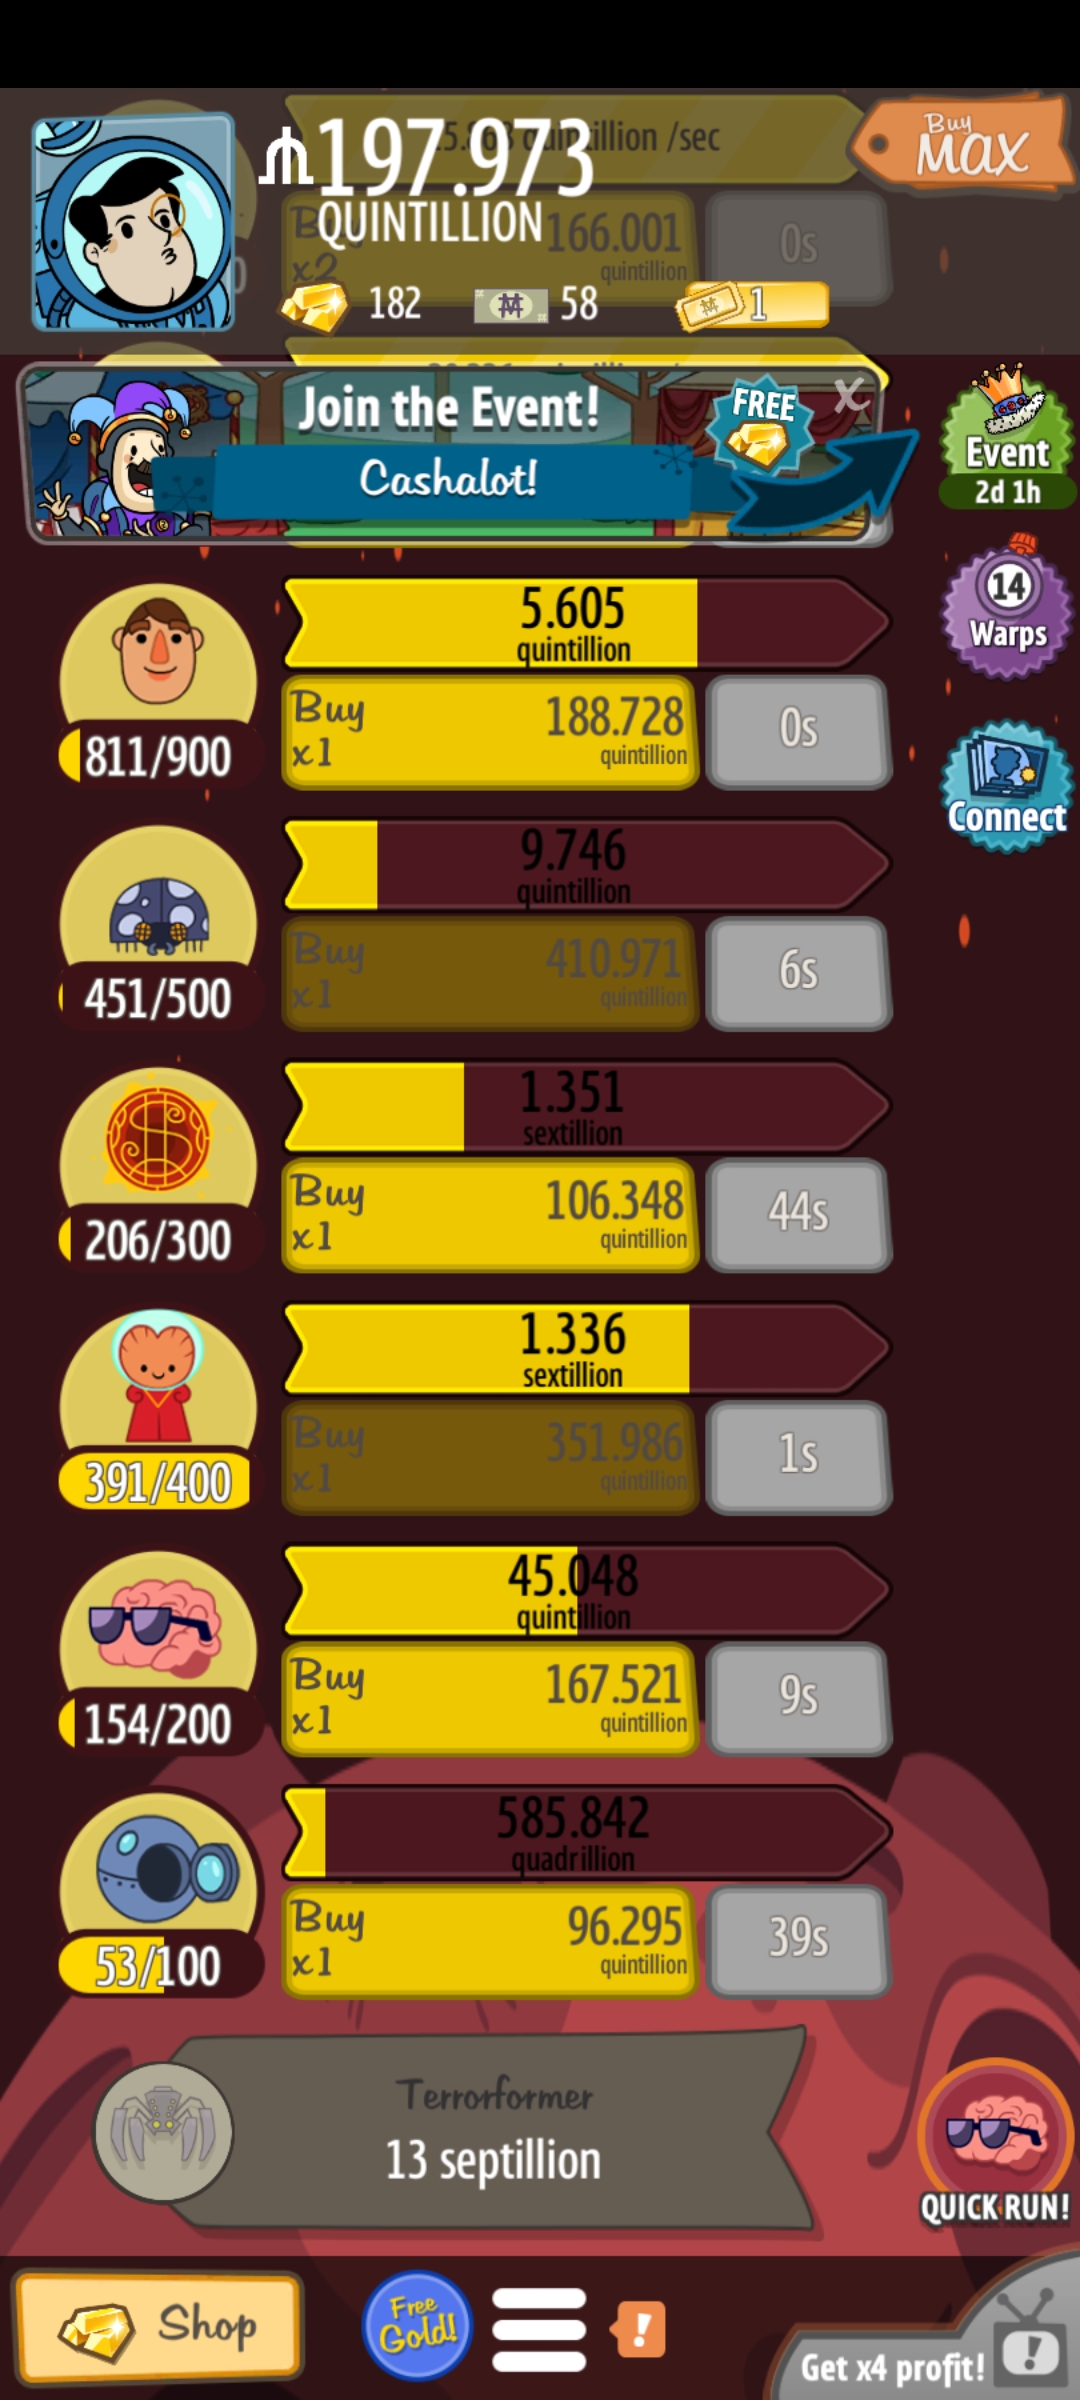 5.863 quintillion /sec
₥197.973
QUINTILLION
Buy
MAX
Buy
x2
166.001
quintillion
0s
182
58
1
Join the Event!
FREE
X
Cashalot!
Event
2d 1h
14
Warps
Connect
5.605
quintillion
Buy
x1
188.728
quintillion
0s
811/900
9.746
quintillion
Buy
x1
410.971
quintillion
6s
451/500
1.351
sextillion
Buy
x1
106.348
quintillion
44s
206/300
1.336
sextillion
Buy
x1
351.986
quintillion
1s
391/400
45.048
quintillion
Buy
x1
167.521
quintillion
9s
154/200
585.842
quadrillion
Buy
x1
96.295
quintillion
39s
53/100
Terrorformer
13 septillion
QUICK RUN!
Shop
Free
Gold!
!
Get x4 profit!
!